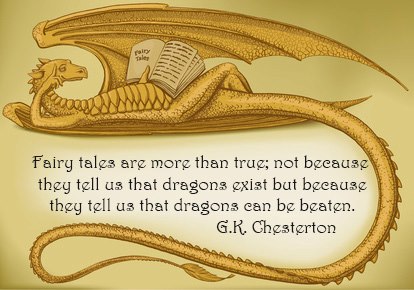 Fairy
Tales
Fairy tales are more than true; not because
they tell us that dragons exist but because
they tell us that dragons can be beaten.
G.K. Chesterton